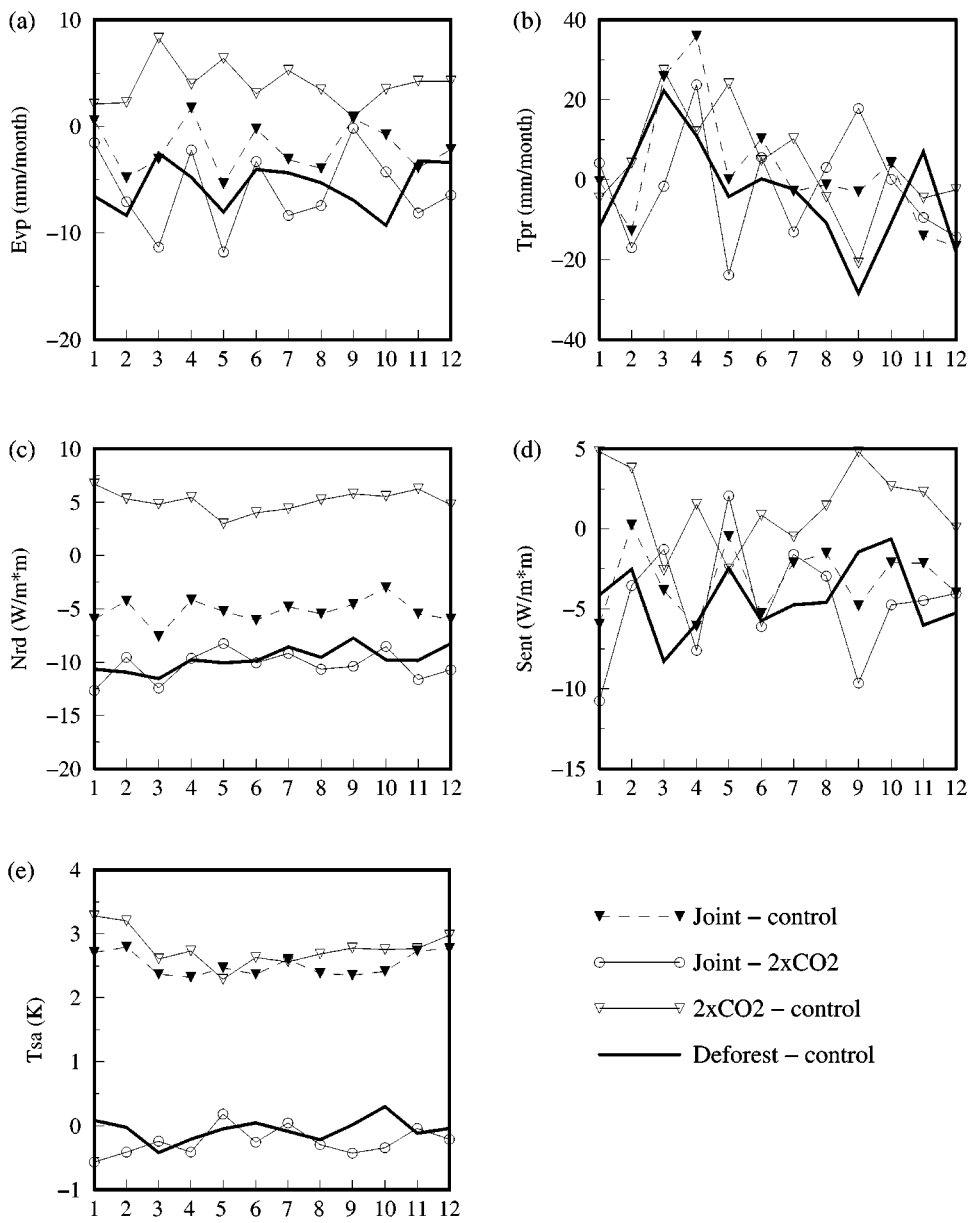 (a)
10
0
−10
−20
Evp (mm/month)
1 2 3 4 5 6 7 8 9 10 11 12
(b)
40
20
0
−20
−40
Tpr (mm/month)
1 2 3 4 5 6 7 8 9 10 11 12
(c)
10
5
0
−5
−10
−15
−20
Nrd (W/m*m)
1 2 3 4 5 6 7 8 9 10 11 12
(d)
5
0
−5
−10
−15
Sent (W/m*m)
1 2 3 4 5 6 7 8 9 10 11 12
(e)
4
3
2
1
0
−1
Tsa (K)
1 2 3 4 5 6 7 8 9 10 11 12
Joint − control
Joint − 2xCO2
2xCO2 − control
Deforest − control